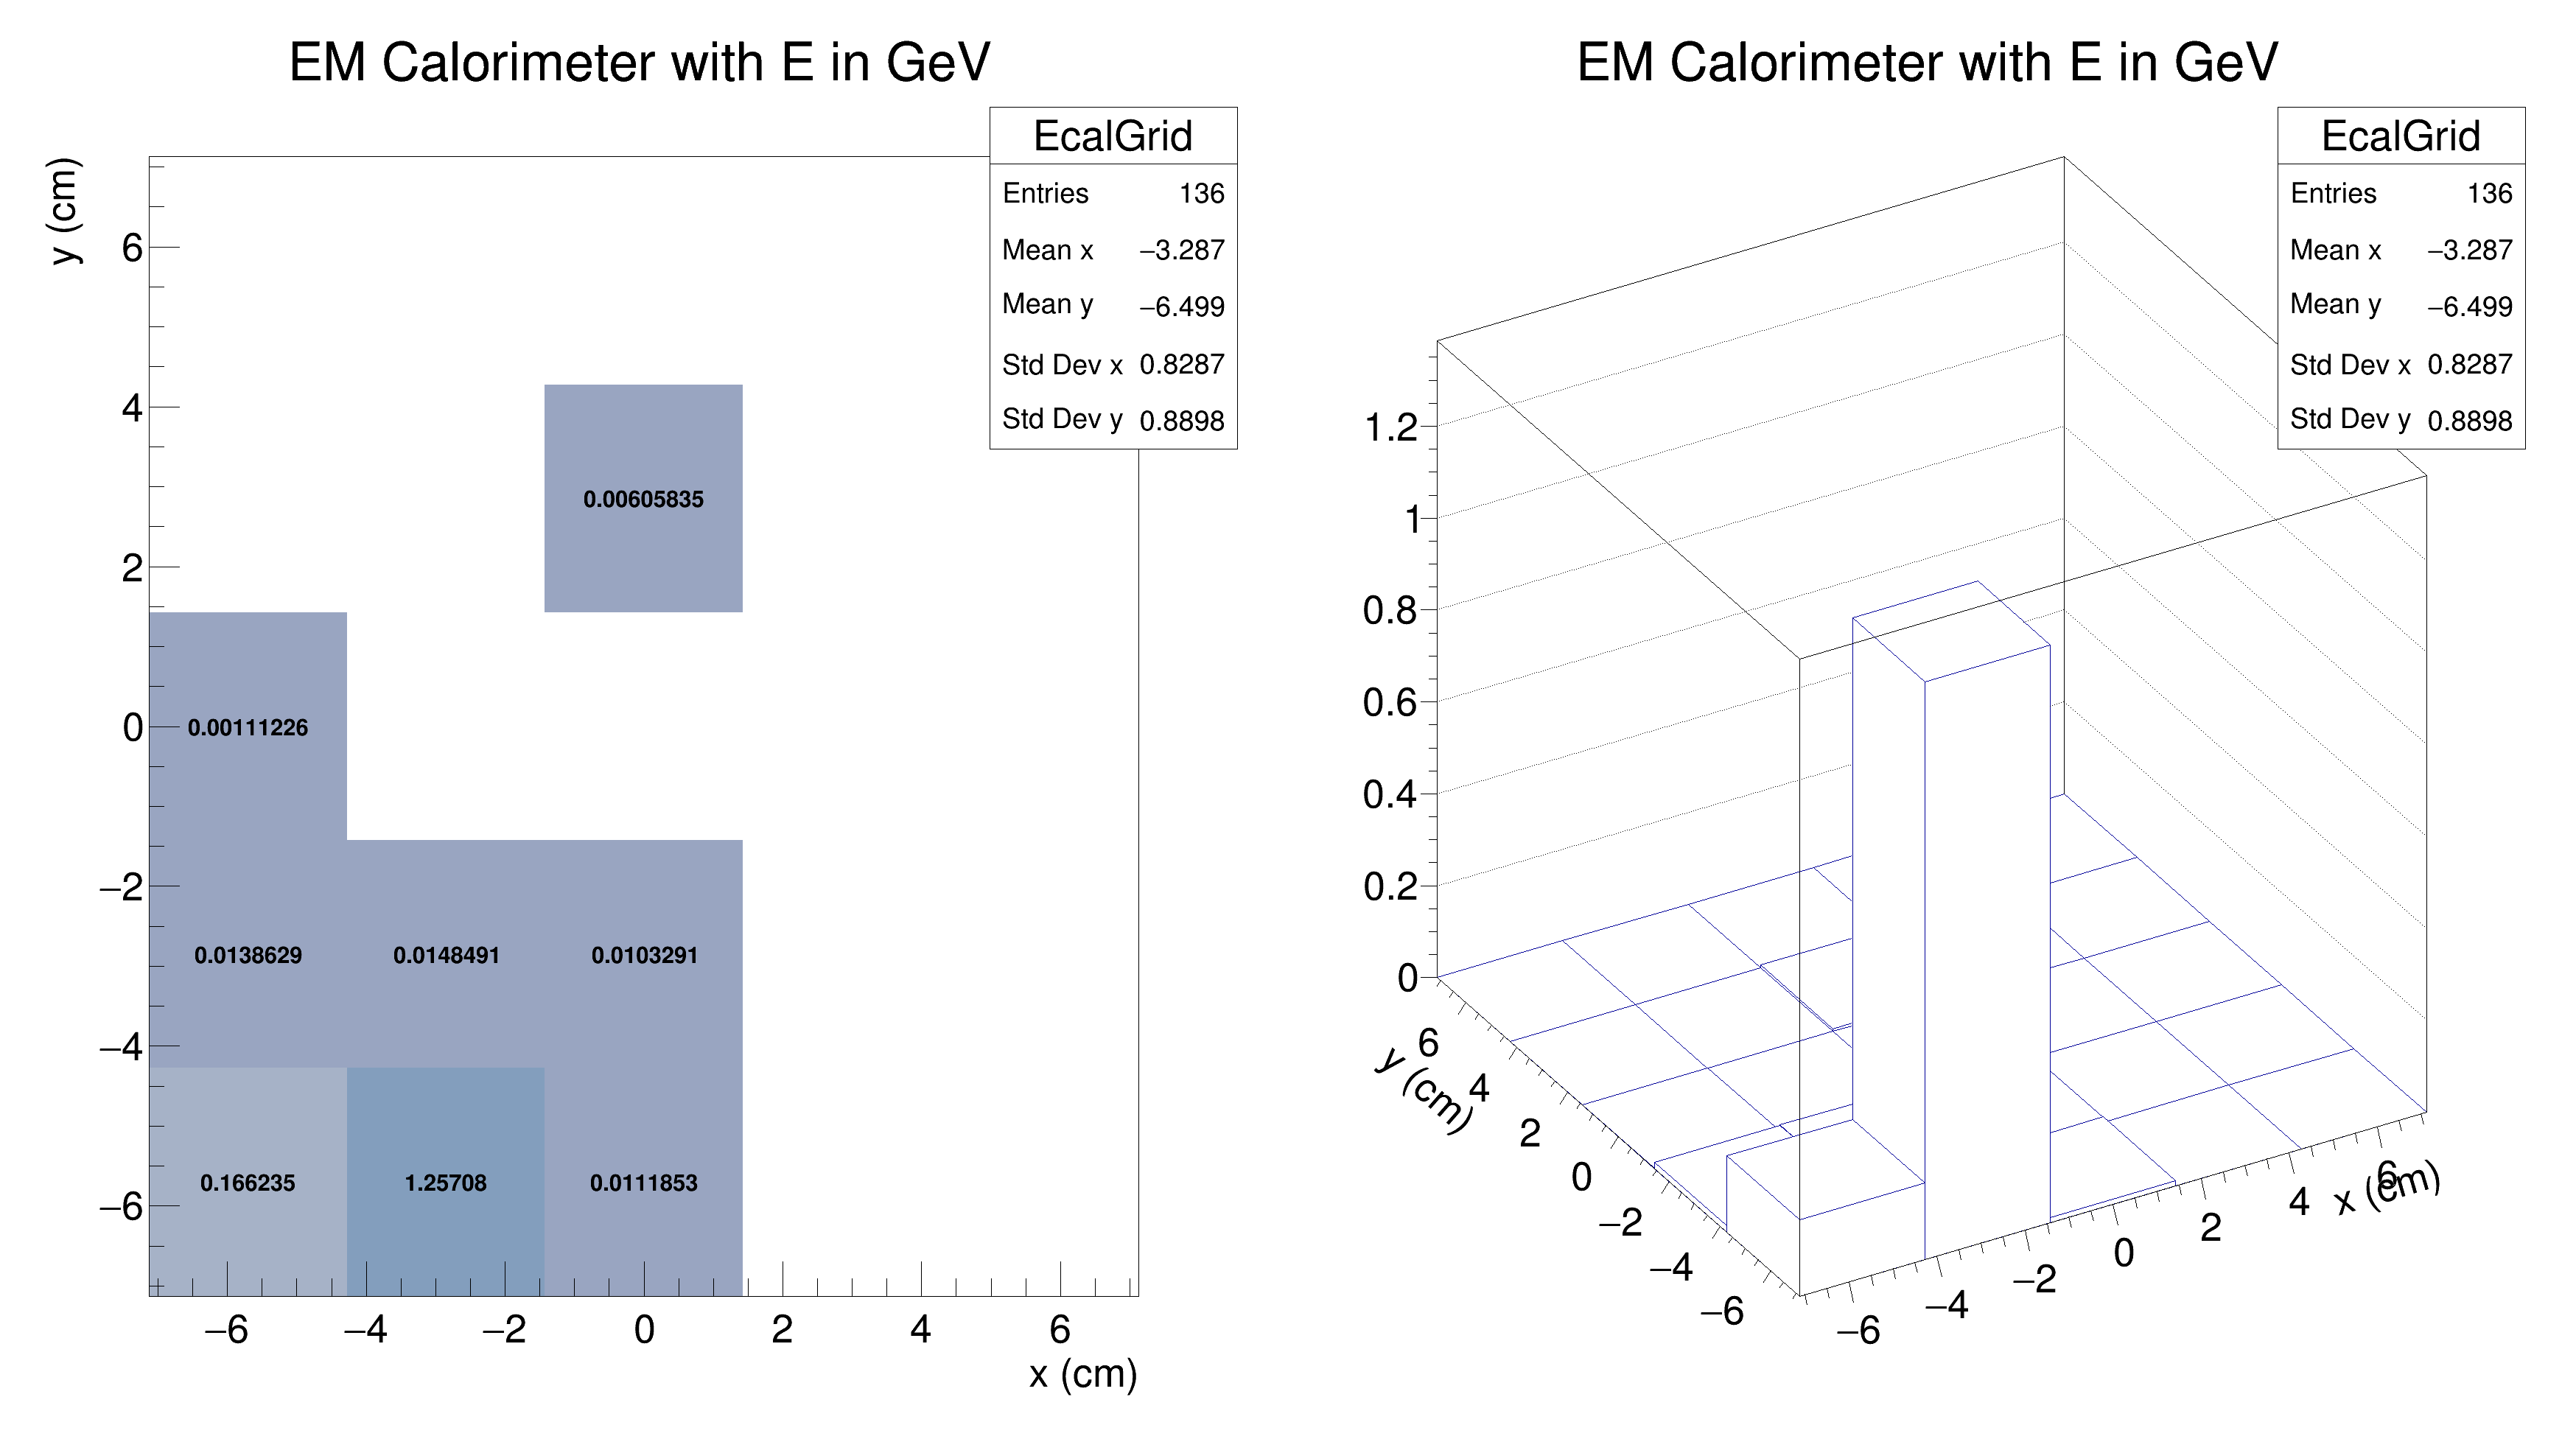 EM Calorimeter with E in GeV
EcalGrid
Entries 136
Mean x −3.287
Mean y −6.499
Std Dev x 0.8287
Std Dev y 0.8898
y (cm)
6
4
2
0
−2
−4
−6
0.00605835
0.00111226
0.0138629 0.0148491 0.0103291
0.166235 1.25708 0.0111853
−6 −4 −2 0 2 4 6
x (cm)
EM Calorimeter with E in GeV
EcalGrid
Entries 136
Mean x −3.287
Mean y −6.499
Std Dev x 0.8287
Std Dev y 0.8898
1.2
1
0.8
0.6
0.4
0.2
0
y (cm)
6
4
2
0
−2
−4
−6
−6
−4
−2
0
2
4
6
x (cm)